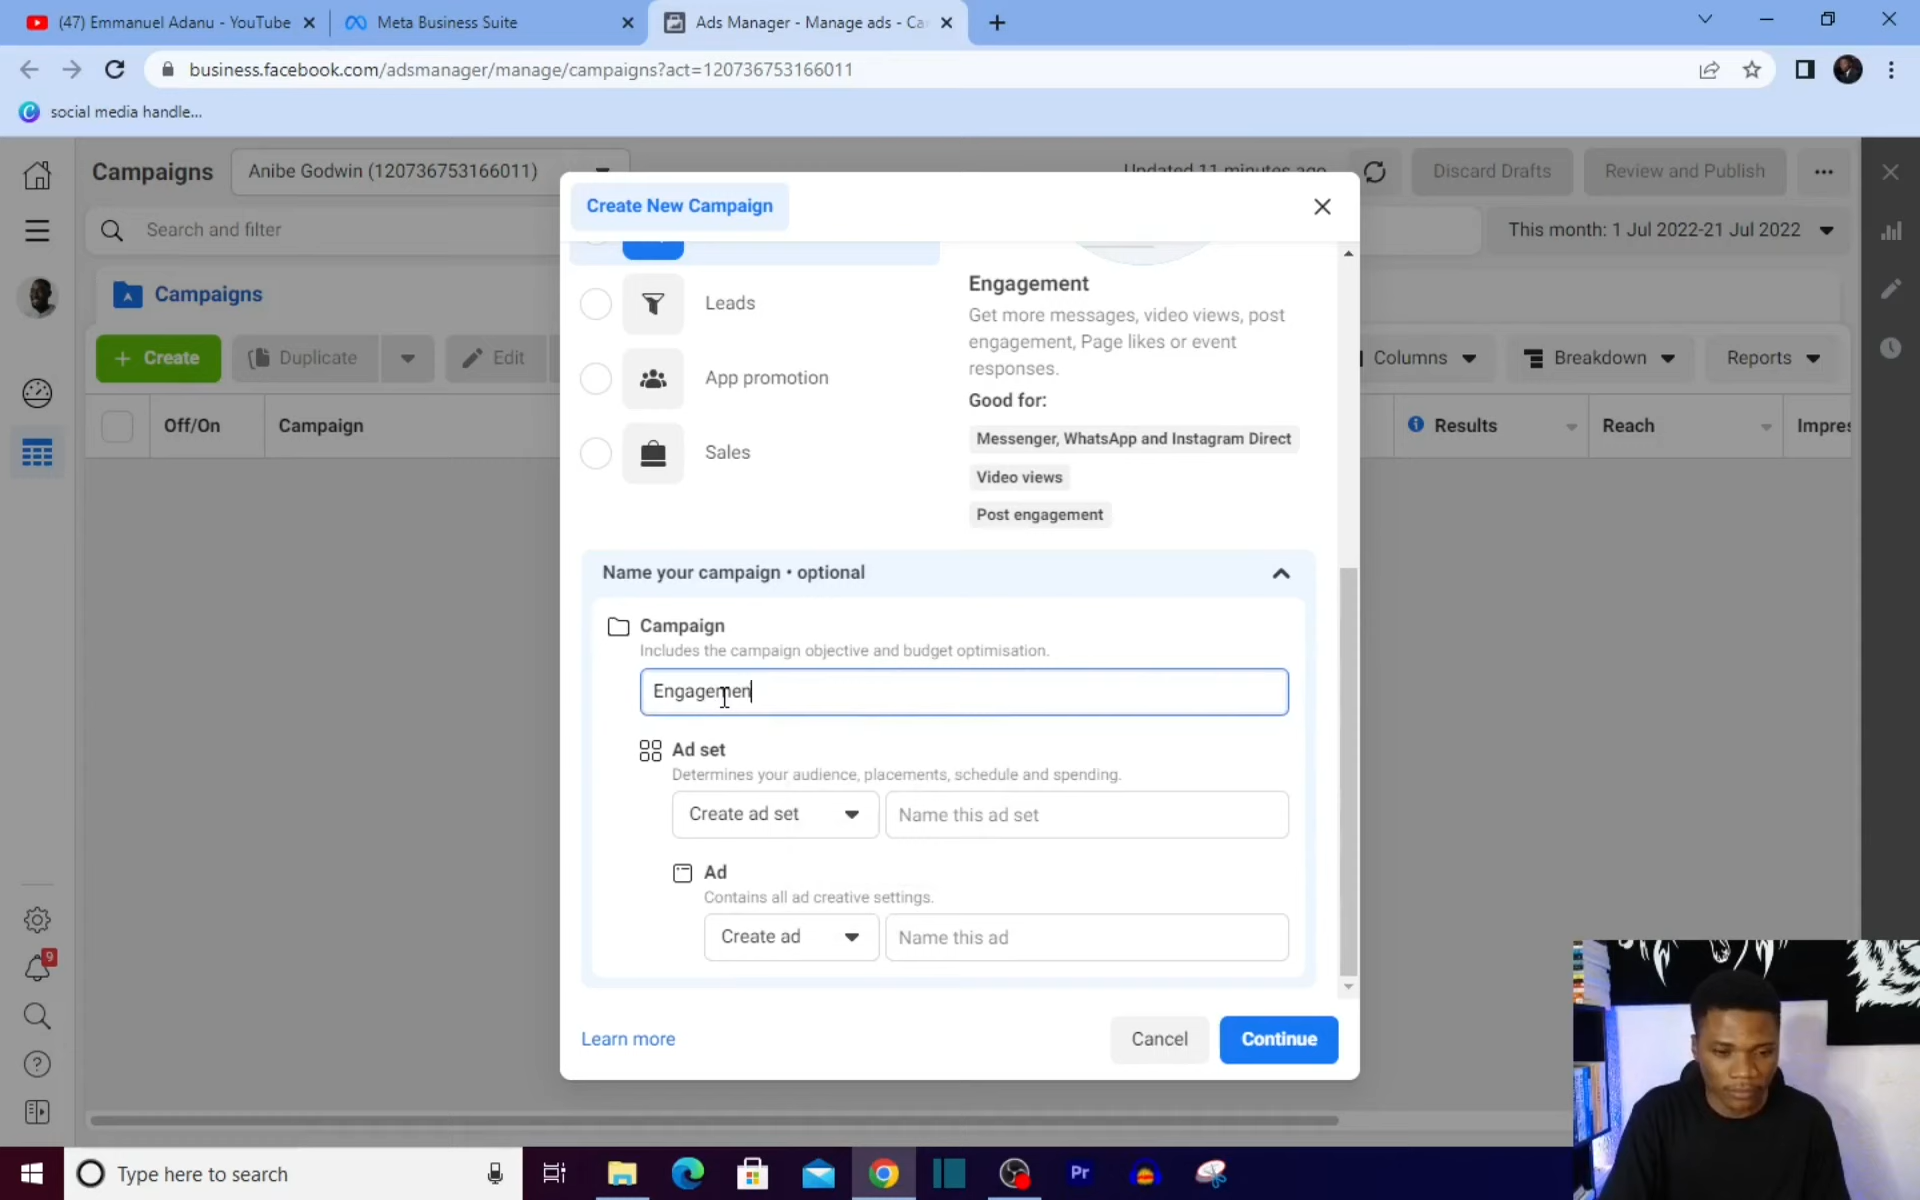 (47) Emmanuel Adanu - YouTube
Meta Business Suite
Ads Manager - Manage ads - Ca
business.facebook.com/adsmanager/manage/campaigns?act=120736753166011
social media handle...
Campaigns
Anibe Godwin (120736753166011)
Updated 11 minutes ago
Discard Drafts
Review and Publish
Search and filter
This month: 1 Jul 2022-21 Jul 2022
Campaigns
+ Create
Duplicate
Edit
Columns
Breakdown
Reports
Off/On
Campaign
Results
Reach
Impres
Create New Campaign
Leads
App promotion
Sales
Engagement
Get more messages, video views, post
engagement, Page likes or event
responses.
Good for:
Messenger, WhatsApp and Instagram Direct
Video views
Post engagement
Name your campaign • optional
Campaign
Includes the campaign objective and budget optimisation.
Engagemen
Ad set
Determines your audience, placements, schedule and spending.
Create ad set
Name this ad set
Ad
Contains all ad creative settings.
Create ad
Name this ad
Learn more
Cancel
Continue
9
Type here to search
Pr